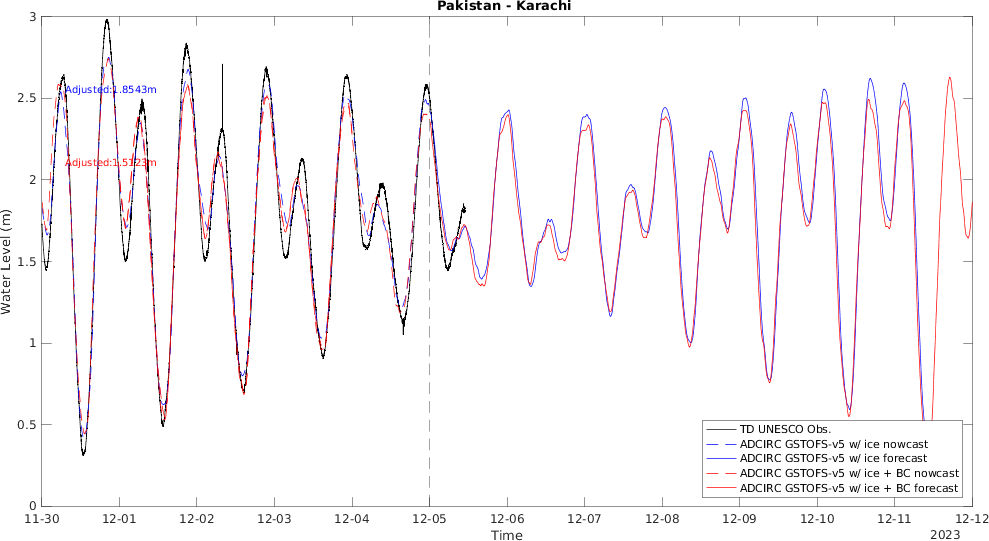 Pakistan - Karachi
3
2.5
2
1.5
1
0.5
0
Water Level (m)
Adjusted:1.8543m
Adjusted:1.5123m
TD UNESCO Obs.
ADCIRC GSTOFS-v5 w/ ice nowcast
ADCIRC GSTOFS-v5 w/ ice forecast
ADCIRC GSTOFS-v5 w/ ice + BC nowcast
ADCIRC GSTOFS-v5 w/ ice + BC forecast
11-30 12-01 12-02 12-03 12-04 12-05 12-06 12-07 12-08 12-09 12-10 12-11 12-12
Time
2023